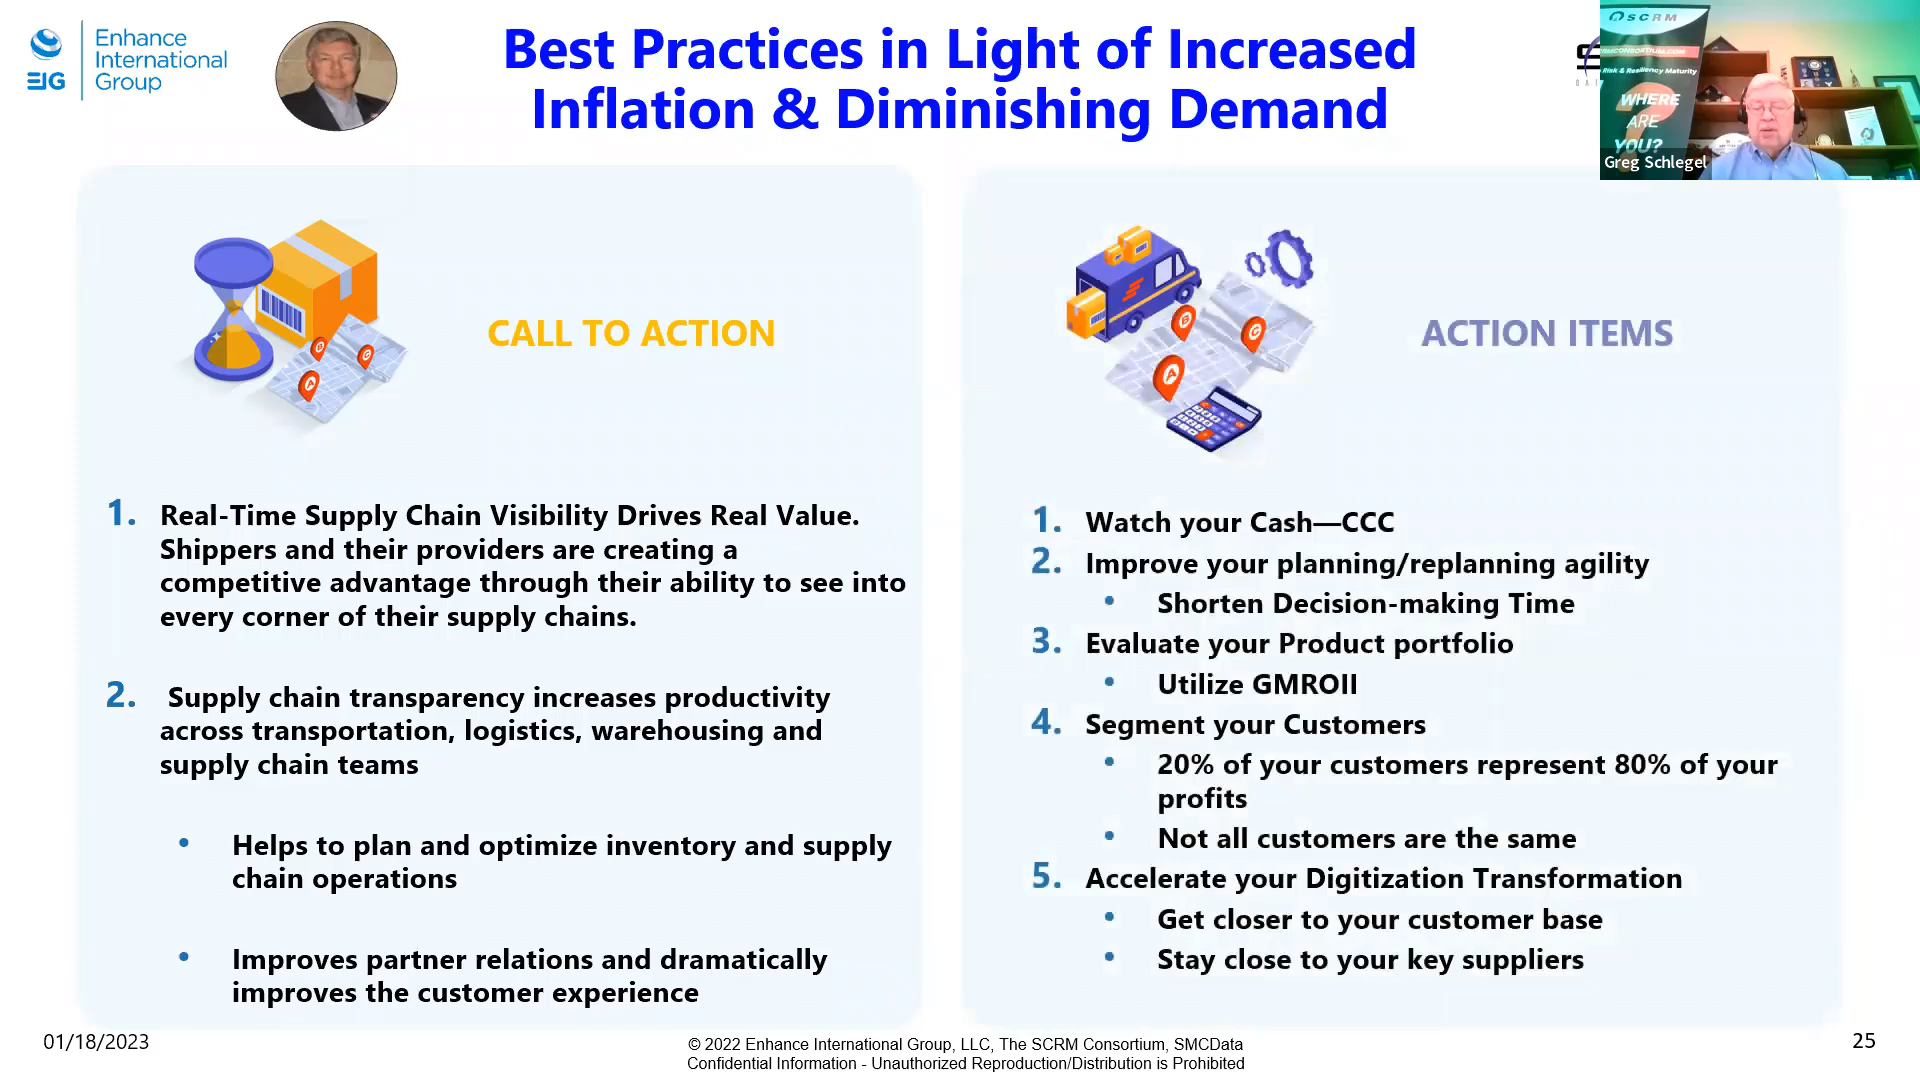 Enhance
International
Group
EIG
Best Practices in Light of Increased
Inflation & Diminishing Demand
SCRM
RMCONSORTIUM.COM
Risk & Resiliency Maturity
WHERE
ARE
YOU?
Greg Schlegel
CALL TO ACTION
1. Real-Time Supply Chain Visibility Drives Real Value.
Shippers and their providers are creating a
competitive advantage through their ability to see into
every corner of their supply chains.
2. Supply chain transparency increases productivity
across transportation, logistics, warehousing and
supply chain teams
• Helps to plan and optimize inventory and supply
chain operations
• Improves partner relations and dramatically
improves the customer experience
B
C
A
ACTION ITEMS
B
C
A
1. Watch your Cash—CCC
2. Improve your planning/replanning agility
• Shorten Decision-making Time
3. Evaluate your Product portfolio
• Utilize GMROII
4. Segment your Customers
• 20% of your customers represent 80% of your
profits
• Not all customers are the same
5. Accelerate your Digitization Transformation
• Get closer to your customer base
• Stay close to your key suppliers
01/18/2023
© 2022 Enhance International Group, LLC, The SCRM Consortium, SMCData
Confidential Information - Unauthorized Reproduction/Distribution is Prohibited
25